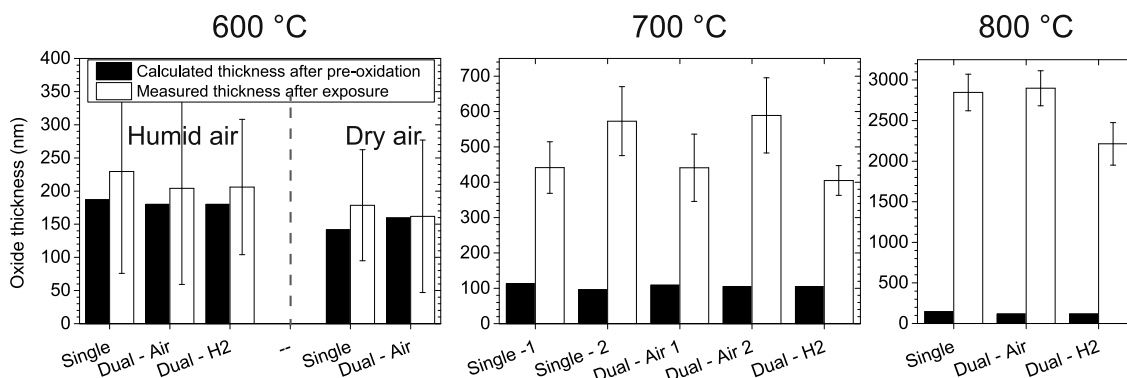 600 °C
700 °C
800 °C
Oxide thickness (nm)
400
350
300
250
200
150
100
50
0
Calculated thickness after pre-oxidation
Measured thickness after exposure
Humid air
Dry air
Single
Dual - Air
Dual - H2
--
Single
Dual - Air
700
600
500
400
300
200
100
0
Single -1
Single - 2
Dual - Air 1
Dual - Air 2
Dual - H2
3000
2500
2000
1500
1000
500
0
Single
Dual - Air
Dual - H2